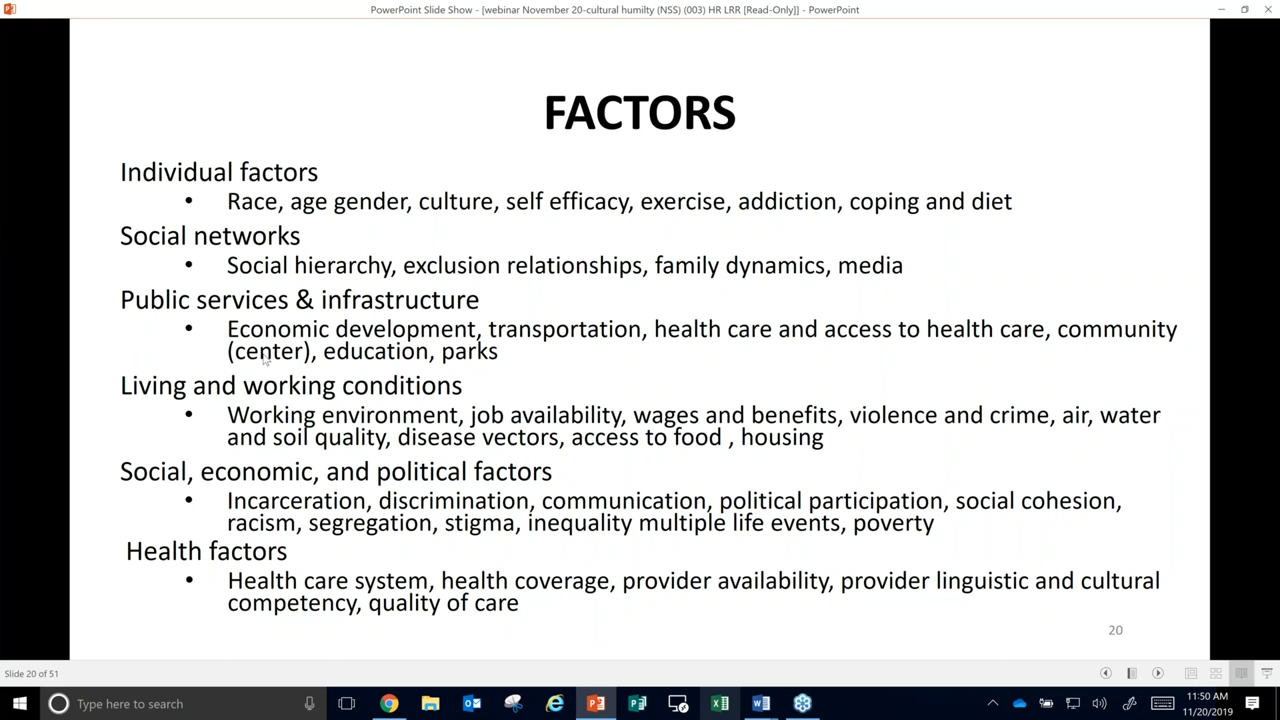 PowerPoint Slide Show - [webinar November 20-cultural humilty (NSS) (003) HR LRR [Read-Only]] - PowerPoint
FACTORS
Individual factors
• Race, age gender, culture, self efficacy, exercise, addiction, coping and diet
Social networks
• Social hierarchy, exclusion relationships, family dynamics, media
Public services & infrastructure
• Economic development, transportation, health care and access to health care, community
(center), education, parks
Living and working conditions
• Working environment, job availability, wages and benefits, violence and crime, air, water
and soil quality, disease vectors, access to food , housing
Social, economic, and political factors
• Incarceration, discrimination, communication, political participation, social cohesion,
racism, segregation, stigma, inequality multiple life events, poverty
Health factors
• Health care system, health coverage, provider availability, provider linguistic and cultural
competency, quality of care
20
Slide 20 of 51
Type here to search
11:50 AM
11/20/2019